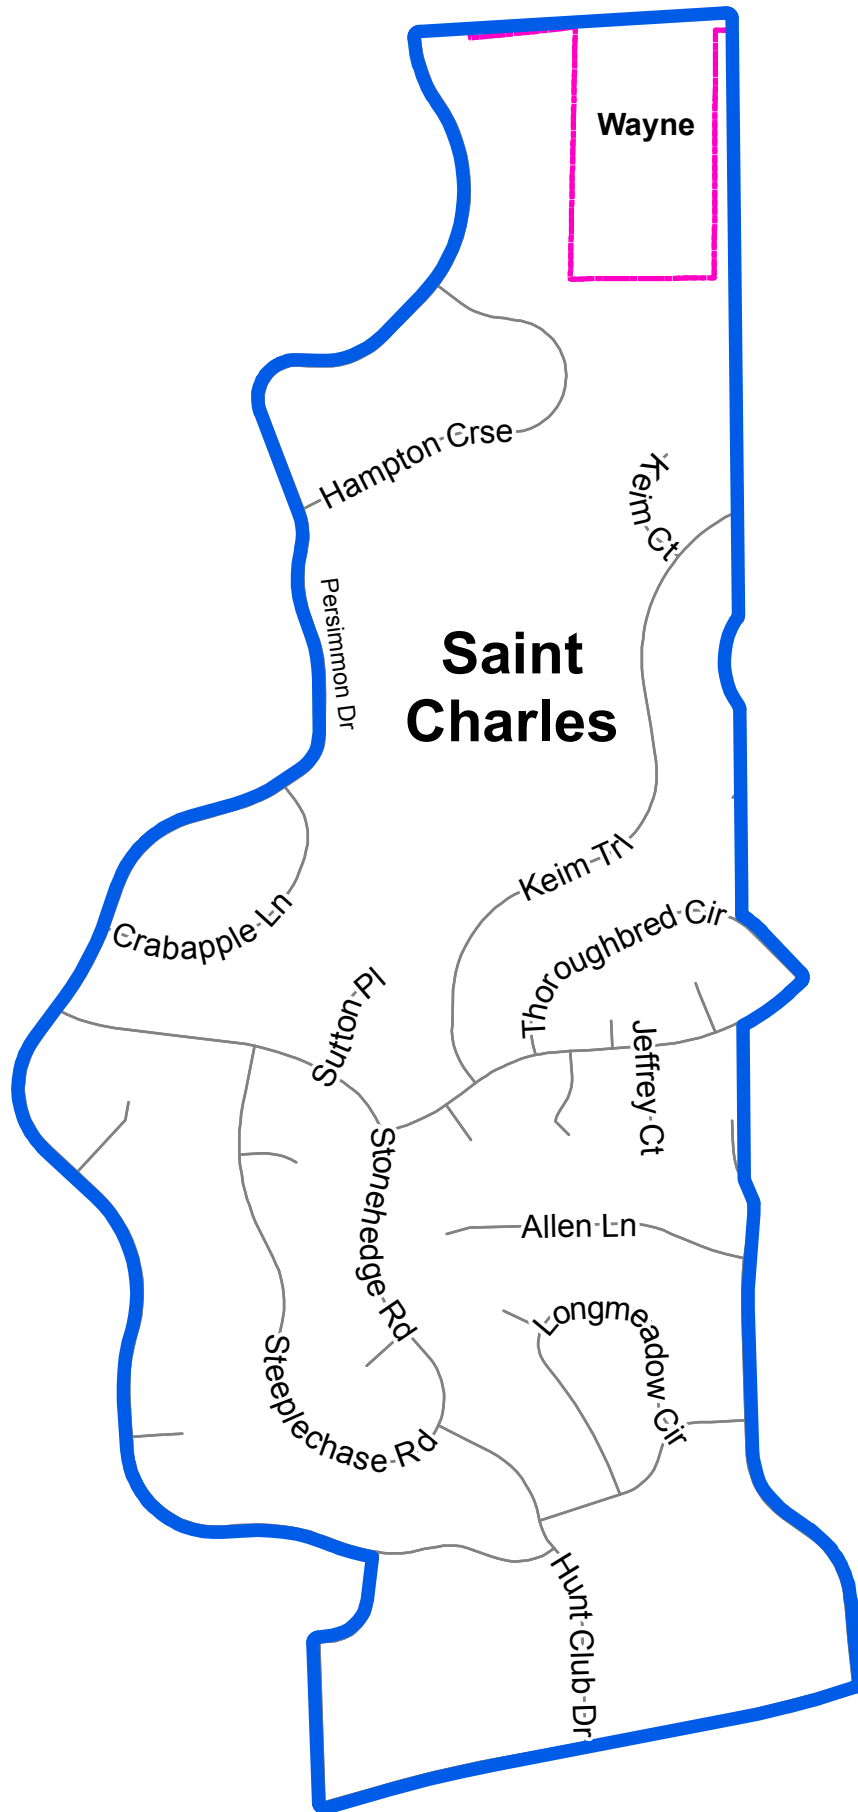 Wayne
Hampton Crse
Keim Ct
Persimmon Dr
Saint
Charles
Keim Trl
Crabapple Ln
Thoroughbred Cir
Sutton Pl
Jeffrey Ct
Stonehedge Rd
Allen Ln
Longmeadow Cir
Steeplechase Rd
Hunt Club Dr